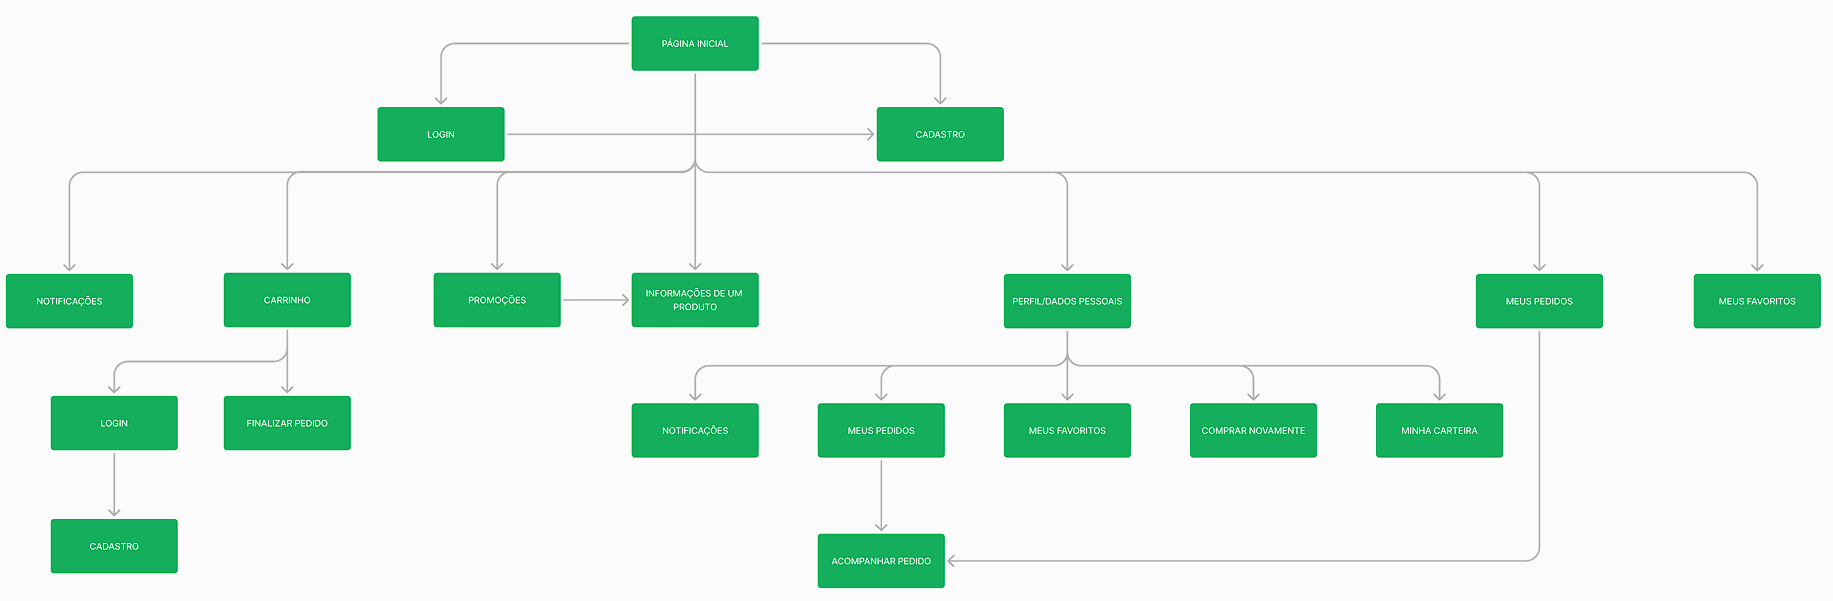 PÁGINA INICIAL
LOGIN
CADASTRO
NOTIFICAÇÕES
CARRINHO
PROMOÇÕES
INFORMAÇÕES DE UM
PRODUTO
PERFIL/DADOS PESSOAIS
MEUS PEDIDOS
MEUS FAVORITOS
LOGIN
FINALIZAR PEDIDO
NOTIFICAÇÕES
MEUS PEDIDOS
MEUS FAVORITOS
COMPRAR NOVAMENTE
MINHA CARTEIRA
CADASTRO
ACOMPANHAR PEDIDO